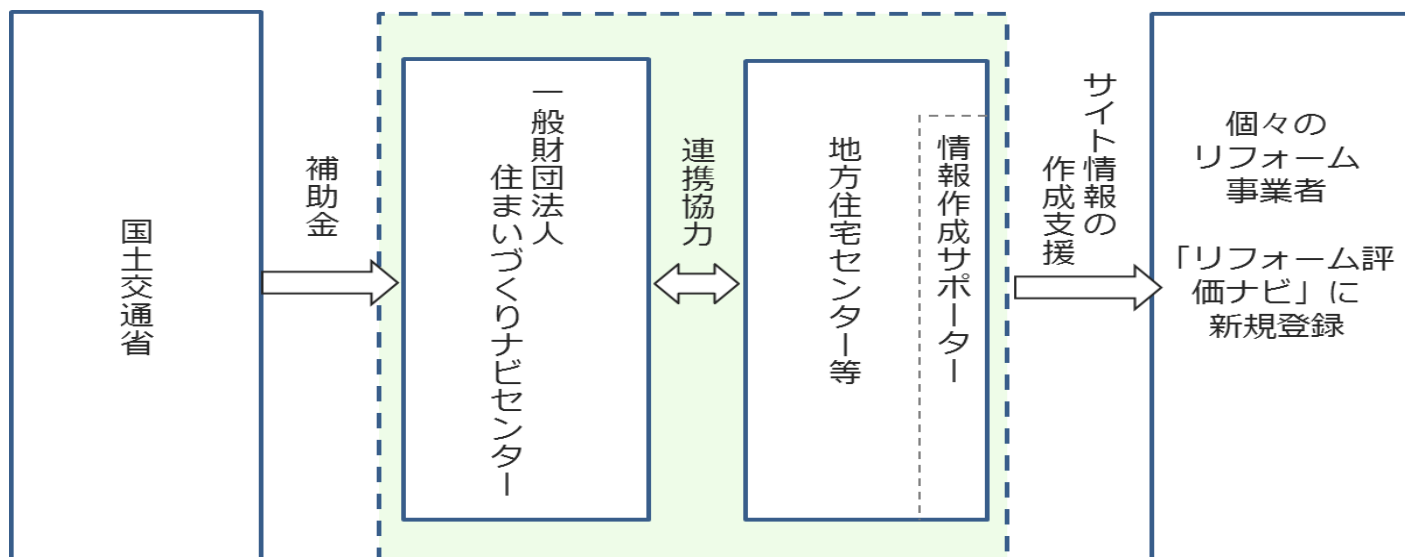 国土交通省
補助金
一般財団法人
住まいづくりナビセンター
連携協力
地方住宅センター等
情報作成サポーター
サイト情報の
作成支援
個々の
リフォーム
事業者
「リフォーム評
価ナビ」に
新規登録